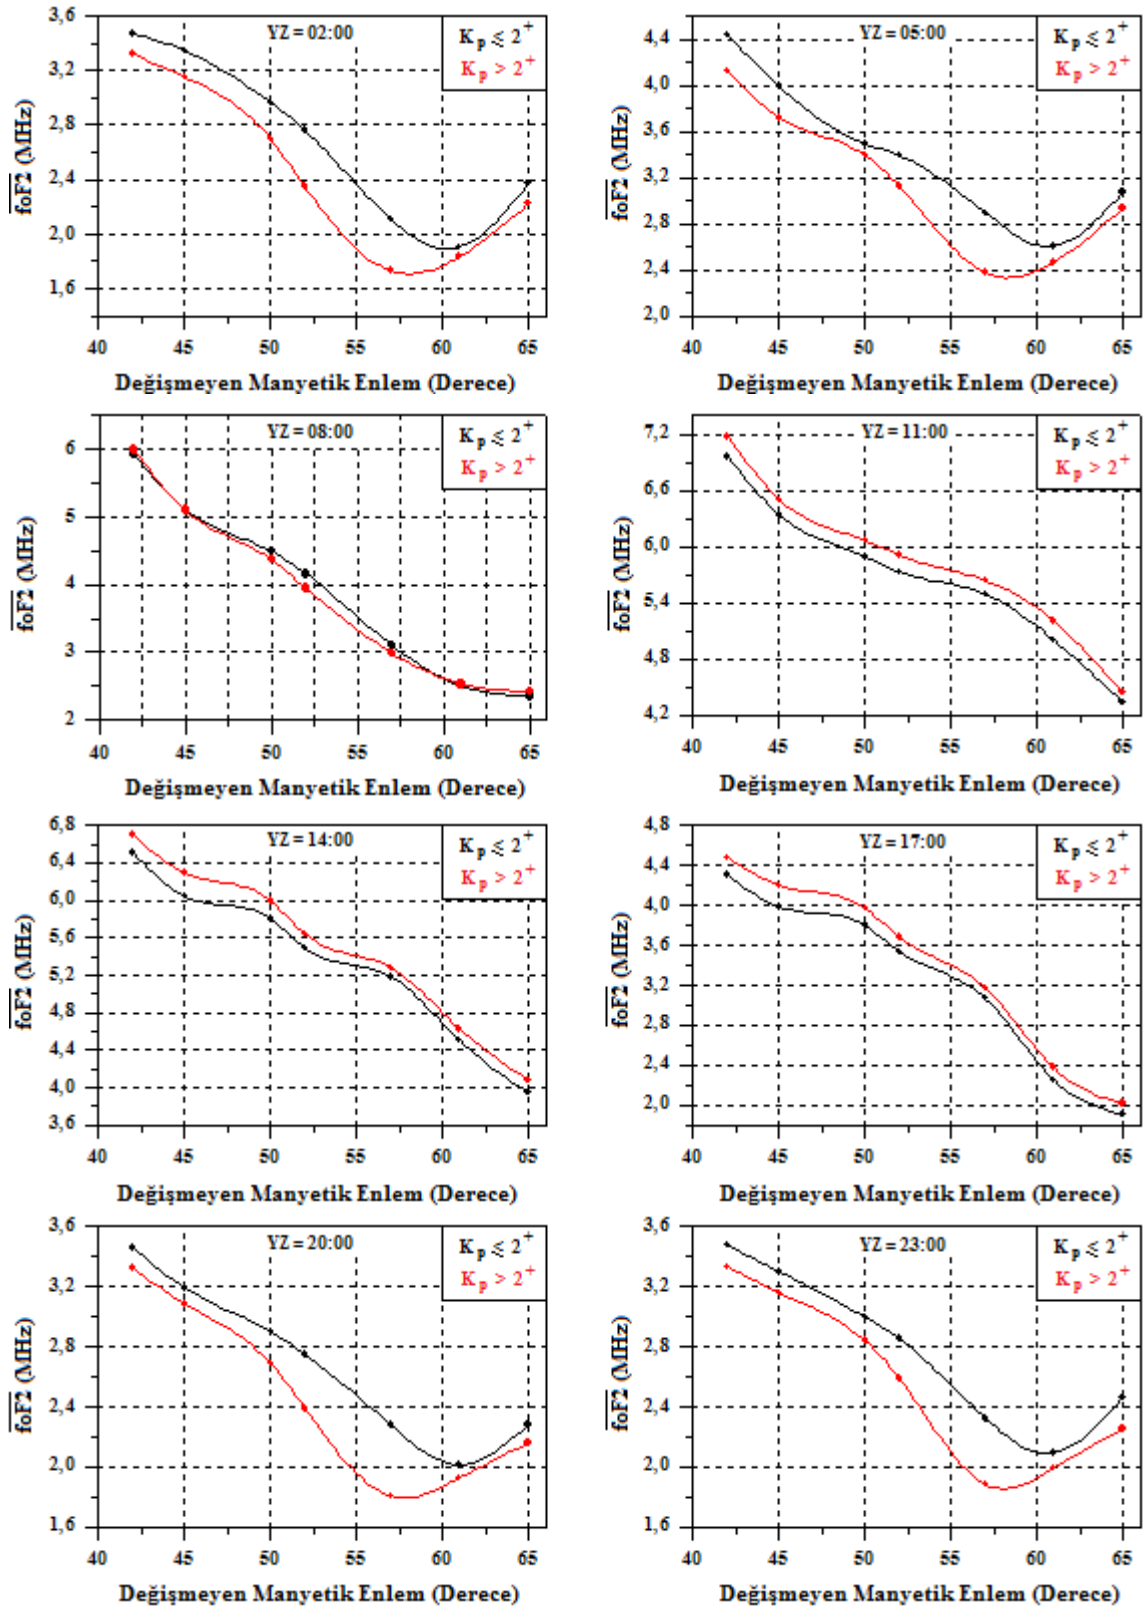 3,6
3,2
2,8
2,4
2,0
1,6
foF2 (MHz)
YZ = 02:00
Kp ⩽ 2+
Kp > 2+
40 45 50 55 60 65
Değişmeyen Manyetik Enlem (Derece)
4,4
4,0
3,6
3,2
2,8
2,4
2,0
foF2 (MHz)
YZ = 05:00
Kp ⩽ 2+
Kp > 2+
40 45 50 55 60 65
Değişmeyen Manyetik Enlem (Derece)
6
5
4
3
2
foF2 (MHz)
YZ = 08:00
Kp ⩽ 2+
Kp > 2+
40 45 50 55 60 65
Değişmeyen Manyetik Enlem (Derece)
7,2
6,6
6,0
5,4
4,8
4,2
foF2 (MHz)
YZ = 11:00
Kp ⩽ 2+
Kp > 2+
40 45 50 55 60 65
Değişmeyen Manyetik Enlem (Derece)
6,8
6,4
6,0
5,6
5,2
4,8
4,4
4,0
3,6
foF2 (MHz)
YZ = 14:00
Kp ⩽ 2+
Kp > 2+
40 45 50 55 60 65
Değişmeyen Manyetik Enlem (Derece)
4,8
4,4
4,0
3,6
3,2
2,8
2,4
2,0
foF2 (MHz)
YZ = 17:00
Kp ⩽ 2+
Kp > 2+
40 45 50 55 60 65
Değişmeyen Manyetik Enlem (Derece)
3,6
3,2
2,8
2,4
2,0
1,6
foF2 (MHz)
YZ = 20:00
Kp ⩽ 2+
Kp > 2+
40 45 50 55 60 65
Değişmeyen Manyetik Enlem (Derece)
3,6
3,2
2,8
2,4
2,0
1,6
foF2 (MHz)
YZ = 23:00
Kp ⩽ 2+
Kp > 2+
40 45 50 55 60 65
Değişmeyen Manyetik Enlem (Derece)